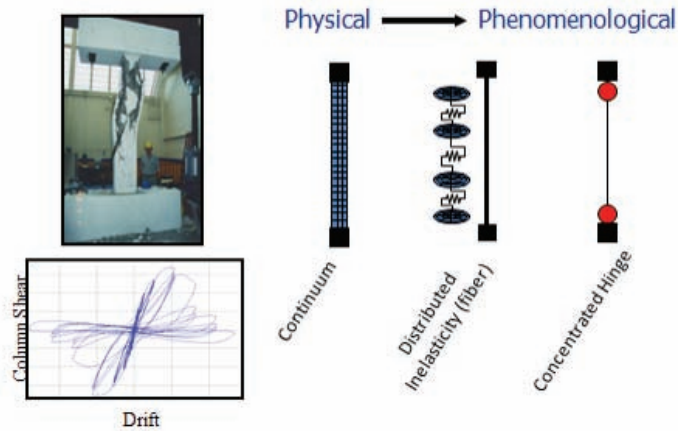 Physical Phenomenological
Continuum
Distributed
Inelasticity (fiber)
Concentrated Hinge
Column Shear
Drift